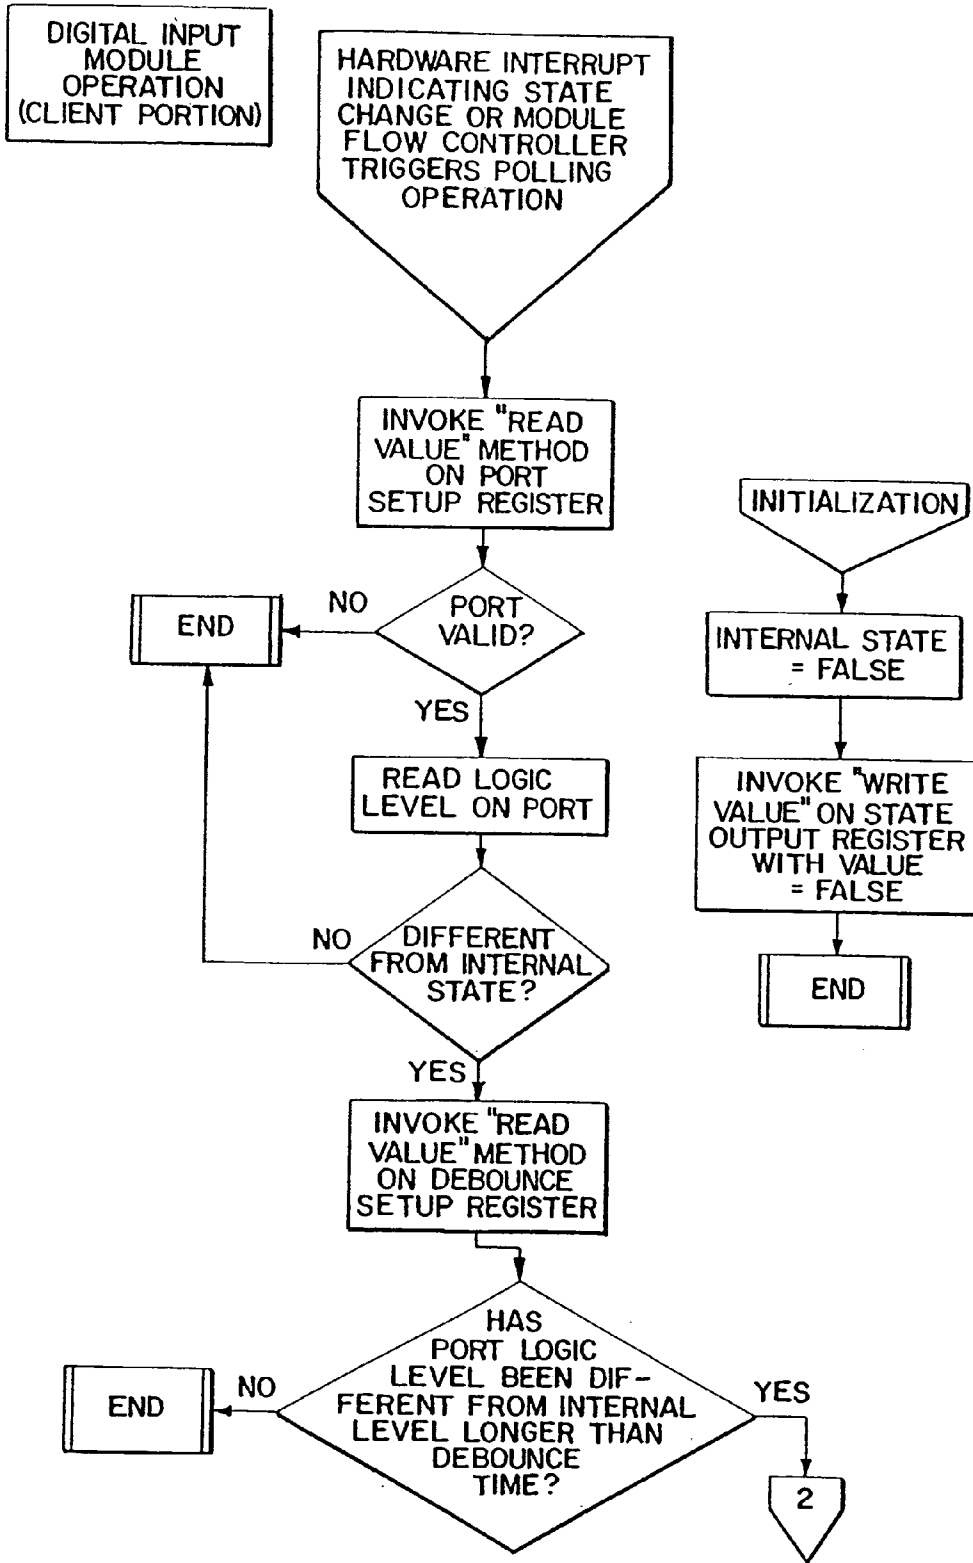 DIGITAL INPUT
MODULE
OPERATION
(CLIENT PORTION)
HARDWARE INTERRUPT
INDICATING STATE
CHANGE OR MODULE
FLOW CONTROLLER
TRIGGERS POLLING
OPERATION
INVOKE "READ
VALUE" METHOD
ON PORT
SETUP REGISTER
PORT
VALID?
NO
END
YES
READ LOGIC
LEVEL ON PORT
DIFFERENT
FROM INTERNAL
STATE?
NO
YES
INVOKE "READ
VALUE" METHOD
ON DEBOUNCE
SETUP REGISTER
HAS
PORT LOGIC
LEVEL BEEN DIF-
FERENT FROM INTERNAL
LEVEL LONGER THAN
DEBOUNCE
TIME?
NO
END
YES
2
INITIALIZATION
INTERNAL STATE
= FALSE
INVOKE "WRITE
VALUE" ON STATE
OUTPUT REGISTER
WITH VALUE
= FALSE
END